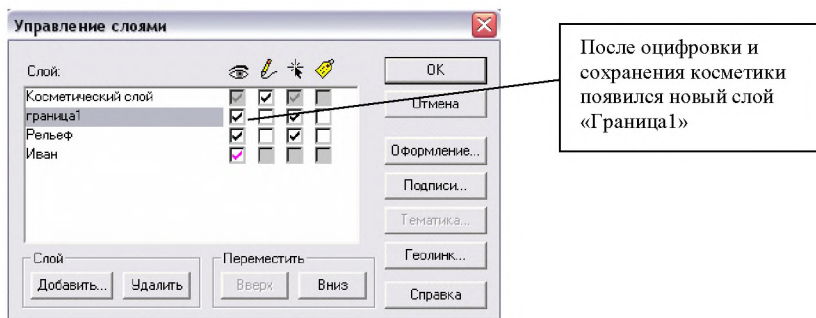 Управление слоями
Слой:
OK
Косметический слой
граница1
Рельеф
Иван
Отмена
Оформление...
Подписи...
Тематика...
Геолинк...
Справка
Слой
Добавить...
Удалить
Переместить
Вверх
Вниз
После оцифровки и
сохранения косметики
появился новый слой
«Граница1»